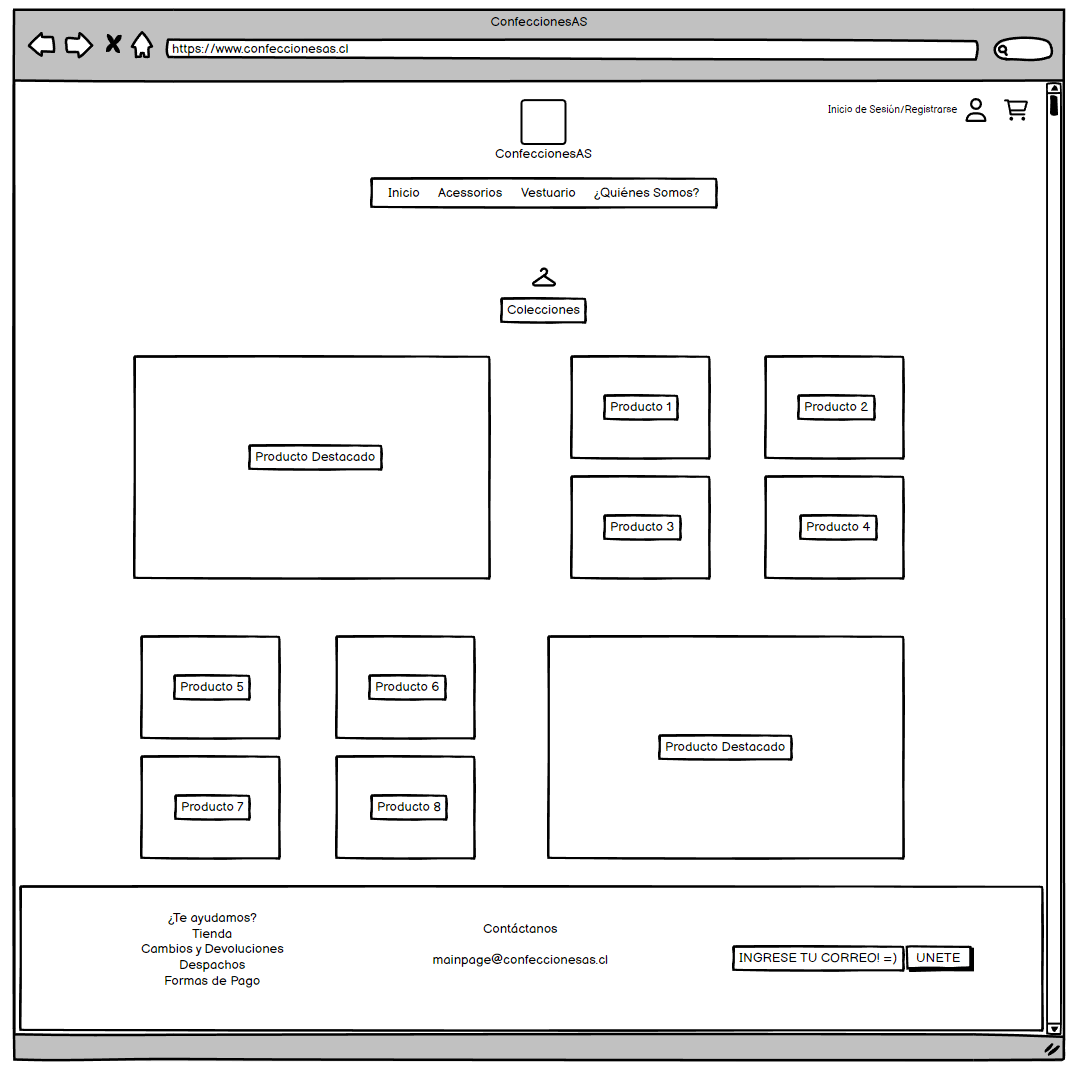 ConfeccionesAS
https://www.confeccionesas.cl
Inicio de Sesión/Registrarse
ConfeccionesAS
Inicio Acessorios Vestuario ¿Quiénes Somos?
Colecciones
Producto Destacado
Producto 1
Producto 2
Producto 3
Producto 4
Producto 5
Producto 6
Producto 7
Producto 8
Producto Destacado
¿Te ayudamos?
Tienda
Cambios y Devoluciones
Despachos
Formas de Pago
Contáctanos
mainpage@confeccionesas.cl
INGRESE TU CORREO! =) UNETE